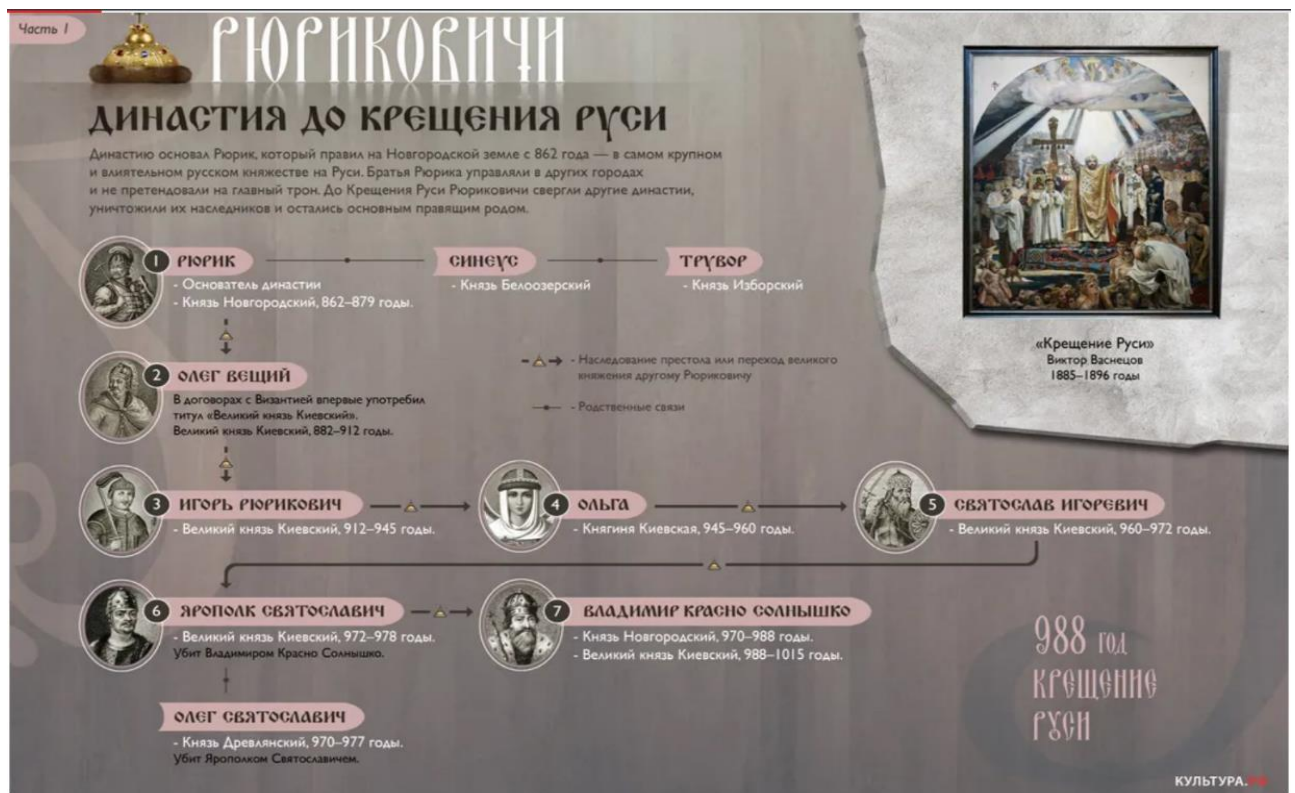 Часть 1
РЮРИКОВИЧИ
ДИНАСТИЯ ДО КРЕЩЕНИЯ РУСИ
Династию основал Рюрик, который правил на Новгородской земле с 862 года — в самом крупном
и влиятельном русском княжестве на Руси. Братья Рюрика управляли в других городах
и не претендовали на главный трон. До Крещения Руси Рюриковичи свергли другие династии,
уничтожили их наследников и остались основным правящим родом.
«Крещение Руси»
Виктор Васнецов
1885–1896 годы
1 РЮРИК
- Основатель династии
- Князь Новгородский, 862–879 годы.
СИНЕУС
- Князь Белоозерский
ТРУВОР
- Князь Изборский
- Наследование престола или переход великого
княжения другому Рюриковичу
- Родственные связи
2 ОЛЕГ ВЕЩИЙ
В договорах с Византией впервые употребил
титул «Великий князь Киевский».
Великий князь Киевский, 882–912 годы.
3 ИГОРЬ РЮРИКОВИЧ
- Великий князь Киевский, 912–945 годы.
4 ОЛЬГА
- Княгиня Киевская, 945–960 годы.
5 СВЯТОСЛАВ ИГОРЕВИЧ
- Великий князь Киевский, 960–972 годы.
6 ЯРОПОЛК СВЯТОСЛАВИЧ
- Великий князь Киевский, 972–978 годы.
Убит Владимиром Красно Солнышко.
7 ВЛАДИМИР КРАСНО СОЛНЫШКО
- Князь Новгородский, 970–988 годы.
- Великий князь Киевский, 988–1015 годы.
ОЛЕГ СВЯТОСЛАВИЧ
- Князь Древлянский, 970–977 годы.
Убит Ярополком Святославичем.
988 ГОД
КРЕЩЕНИЕ
РУСИ
КУЛЬТУРА.РФ